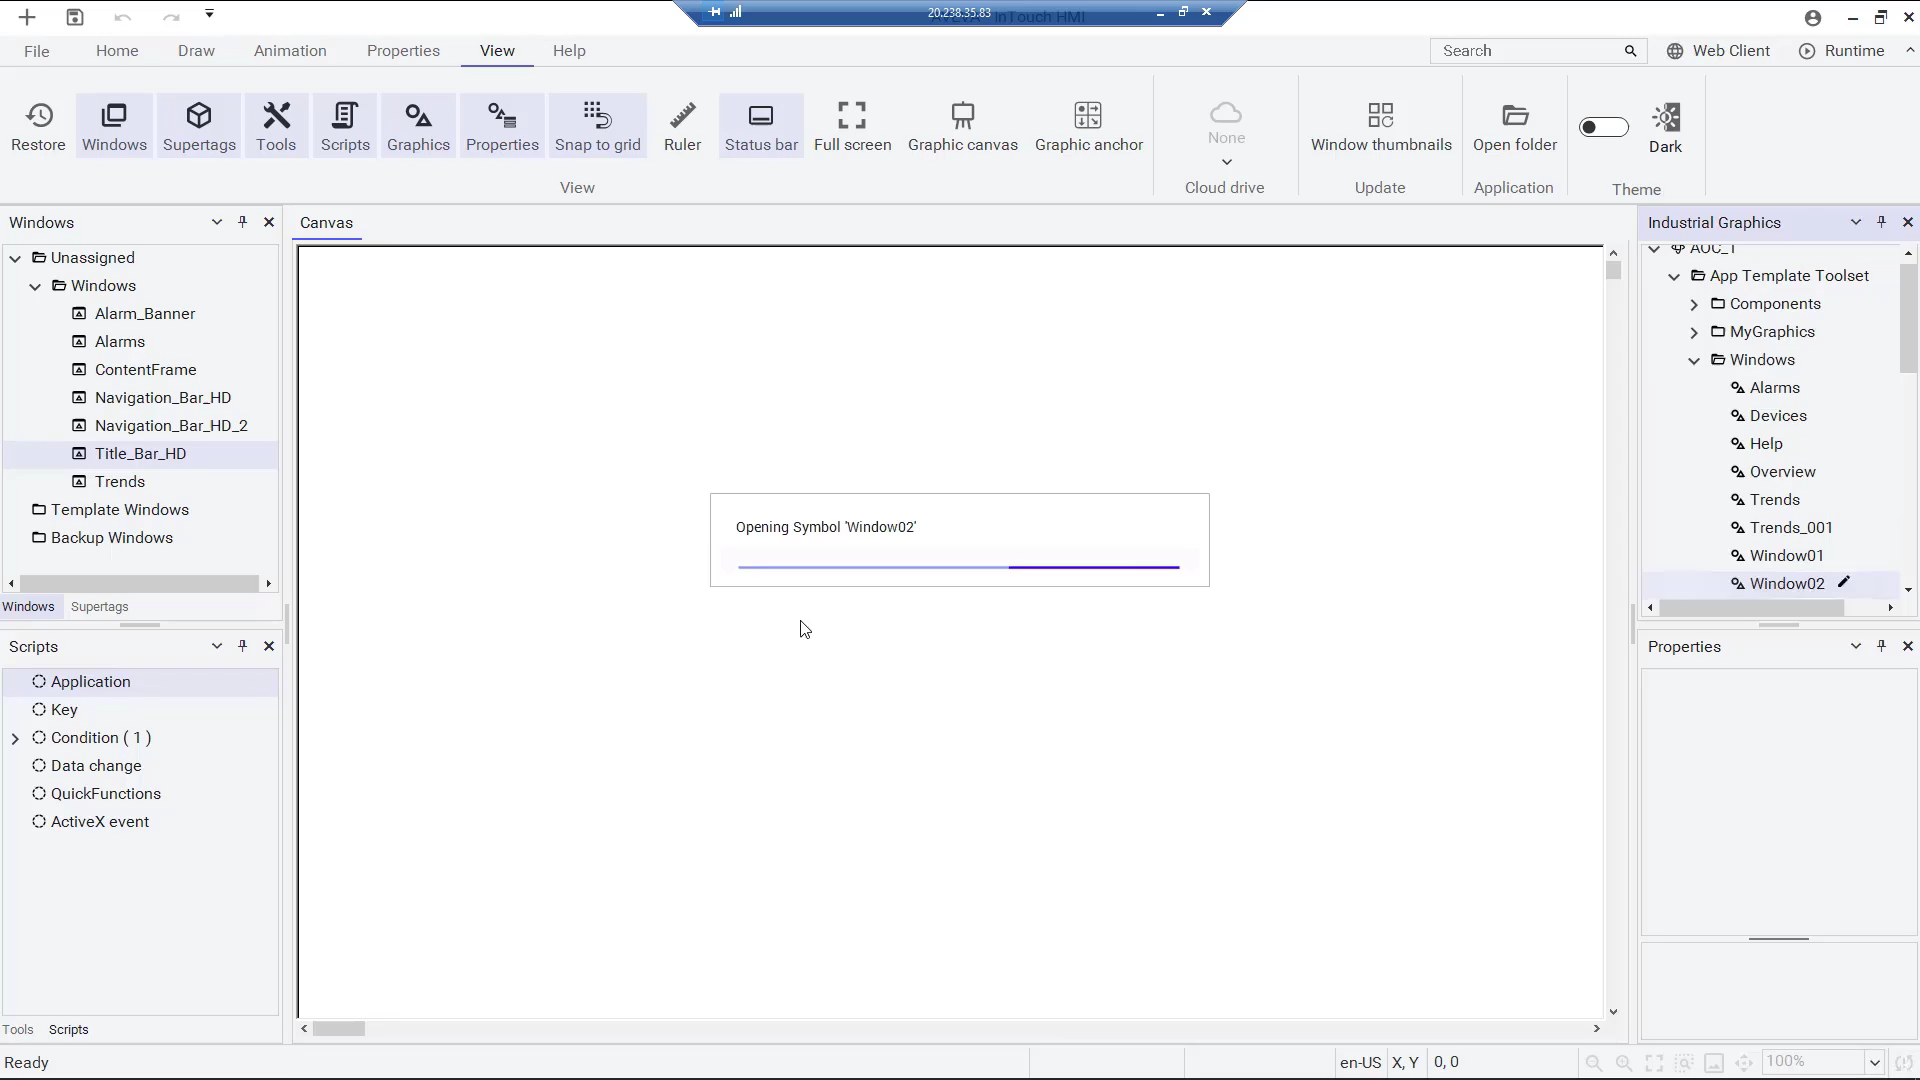 20.238.35.83
InTouch HMI
File
Home
Draw
Animation
Properties
View
Help
Search
Web Client
Runtime
Restore
Windows
Supertags
Tools
Scripts
Graphics
Properties
Snap to grid
Ruler
Status bar
Full screen
Graphic canvas
Graphic anchor
None
Window thumbnails
Open folder
Dark
View
Cloud drive
Update
Application
Theme
Windows
Unassigned
Windows
Alarm_Banner
Alarms
ContentFrame
Navigation_Bar_HD
Navigation_Bar_HD_2
Title_Bar_HD
Trends
Template Windows
Backup Windows
Windows
Supertags
Scripts
Application
Key
Condition ( 1 )
Data change
QuickFunctions
ActiveX event
Tools
Scripts
Canvas
Opening Symbol 'Window02'
Industrial Graphics
AOC_1
App Template Toolset
Components
MyGraphics
Windows
Alarms
Devices
Help
Overview
Trends
Trends_001
Window01
Window02
Properties
Ready
en-US
X, Y
0, 0
100%